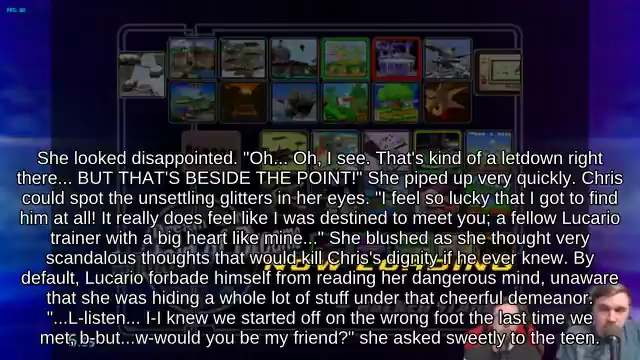 She looked disappointed. "Oh... Oh, I see. That's kind of a letdown right
there... BUT THAT'S BESIDE THE POINT!" She piped up very quickly. Chris
could spot the unsettling glitters in her eyes. "I feel so lucky that I got to find
him at all! It really does feel like I was destined to meet you; a fellow Lucario
trainer with a big heart like mine..." She blushed as she thought very
scandalous thoughts that would kill Chris's dignity if he ever knew. By
default, Lucario forbade himself from reading her dangerous mind, unaware
that she was hiding a whole lot of stuff under that cheerful demeanor.
"...L-listen... I-I knew we started off on the wrong foot the last time we
met, b-but...w-would you be my friend?" she asked sweetly to the teen.
NOW LOADING